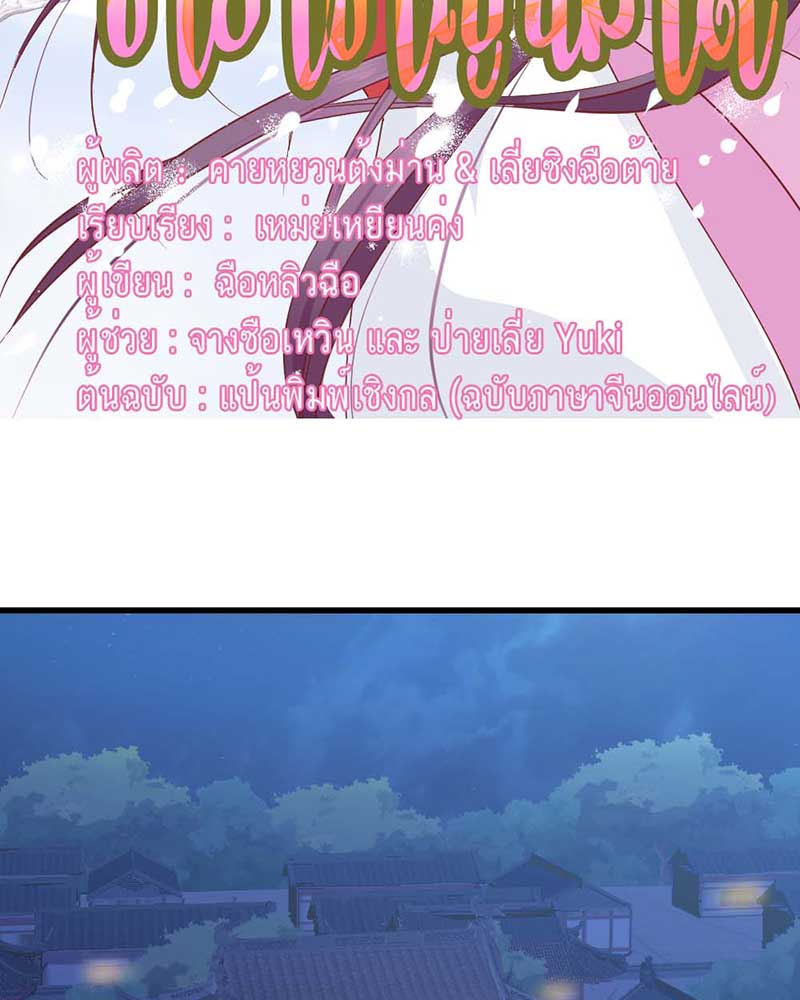 ผู้ผลิต : คายหยวนต้งม่าน & เลี่ยซิงฉือต้าย
เรียบเรียง : เหม่ยเหยียนค่ง
ผู้เขียน : ฉือหลิวฉือ
ผู้ช่วย : จางซือเหวิน และ ป่ายเลี่ย Yuki
ต้นฉบับ : แป้นพิมพ์เชิงกล (ฉบับภาษาจีนออนไลน์)